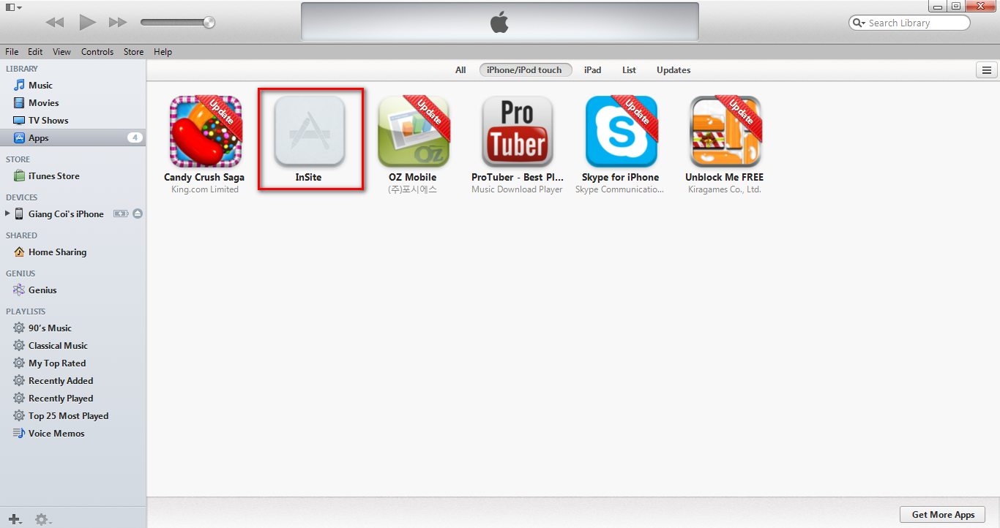 Search Library
File Edit View Controls Store Help
LIBRARY
Music
Movies
TV Shows
Apps 4
STORE
iTunes Store
DEVICES
Giang Coi's iPhone
SHARED
Home Sharing
GENIUS
Genius
PLAYLISTS
90's Music
Classical Music
My Top Rated
Recently Added
Recently Played
Top 25 Most Played
Voice Memos
All iPhone/iPod touch iPad List Updates
Update
Candy Crush Saga
King.com Limited
InSite
Update
Oz
OZ Mobile
(주)포시에스
Pro
Tuber
ProTuber - Best Pl...
Music Download Player
Update
S
Skype for iPhone
Skype Communicatio...
Update
Unblock Me FREE
Kiragames Co., Ltd.
Get More Apps